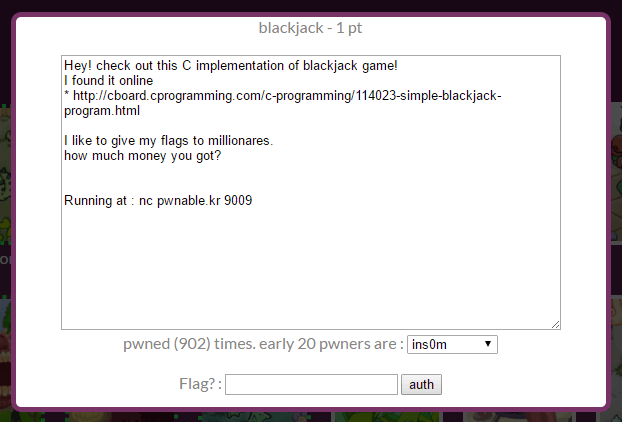 blackjack - 1 pt
Hey! check out this C implementation of blackjack game!
I found it online
* http://cboard.cprogramming.com/c-programming/114023-simple-blackjack-
program.html
I like to give my flags to millionares.
how much money you got?
Running at : nc pwnable.kr 9009
pwned (902) times. early 20 pwners are : ins0m
Flag? : auth